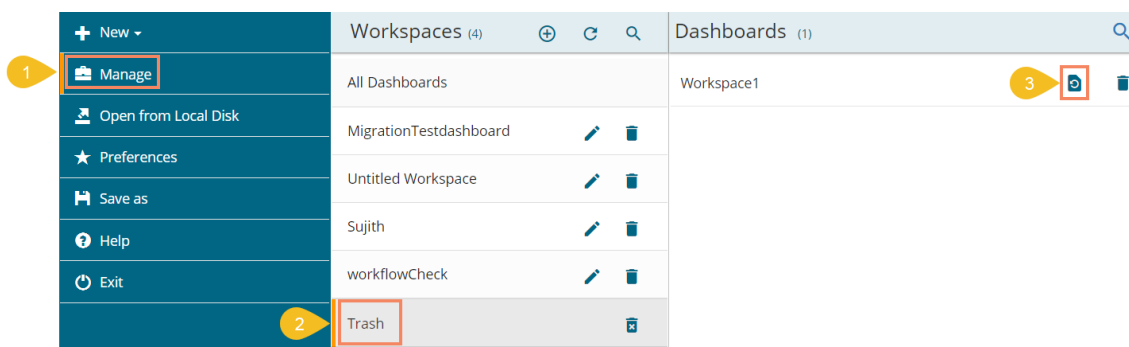 New
1
Manage
Open from Local Disk
Preferences
Save as
Help
Exit
Workspaces (4)
All Dashboards
MigrationTestdashboard
Untitled Workspace
Sujith
workflowCheck
2
Trash
Dashboards (1)
Workspace1
3